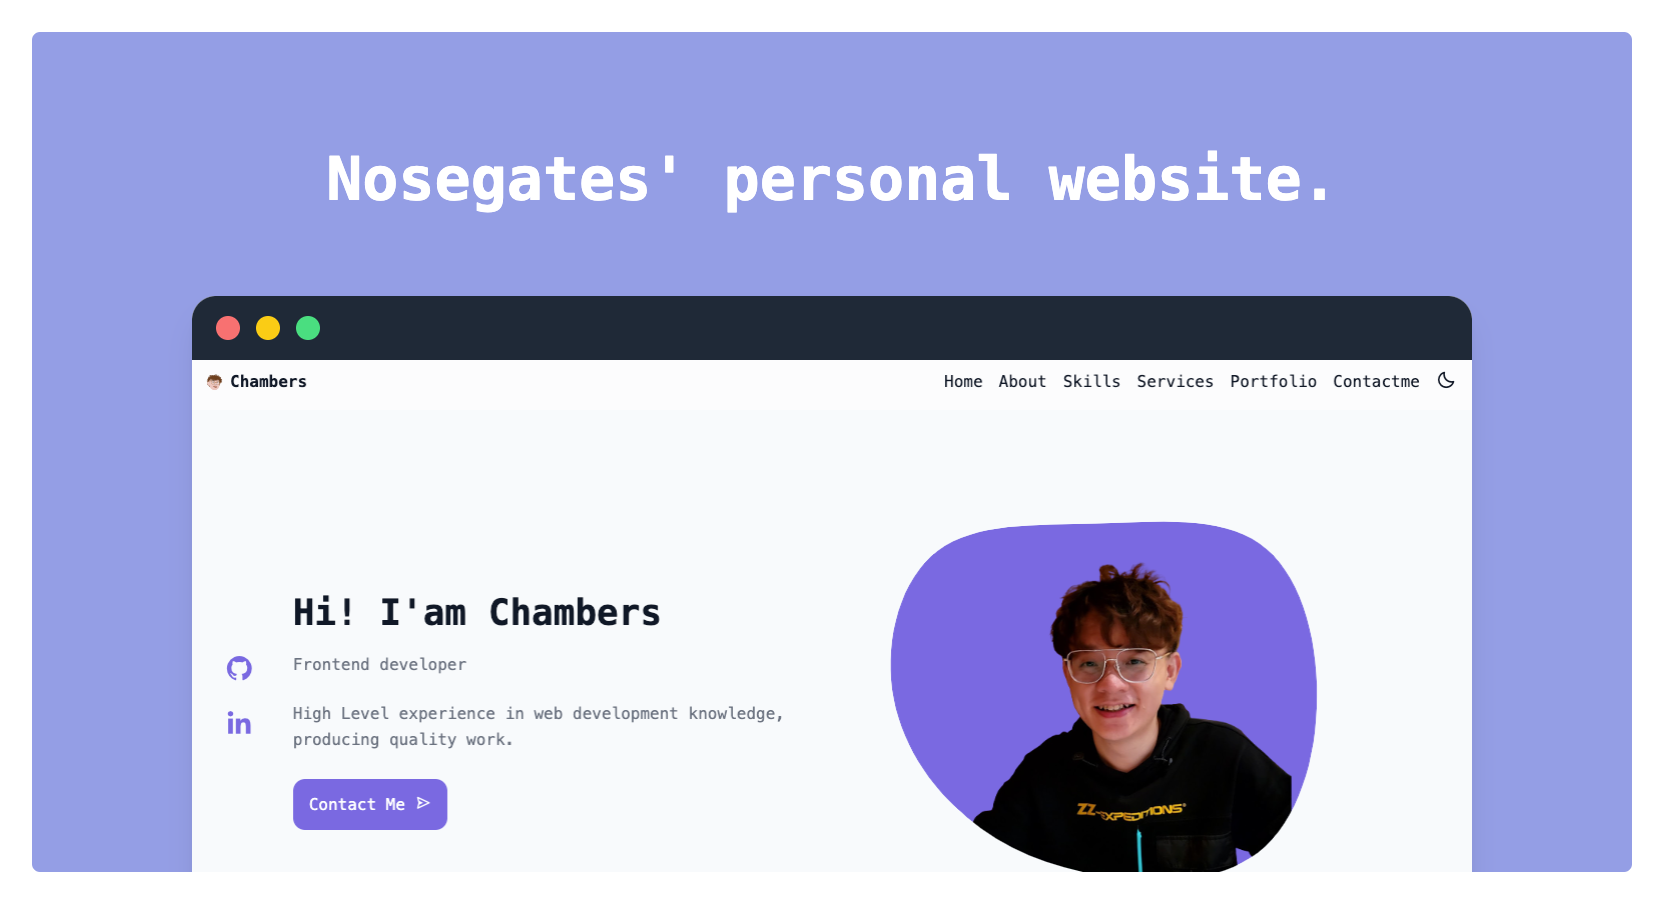 Nosegates' personal website.
Chambers
Home About Skills Services Portfolio Contactme
Hi! I'am Chambers
Frontend developer
High Level experience in web development knowledge,
producing quality work.
Contact Me
ZZ-EXPEDITIONS®